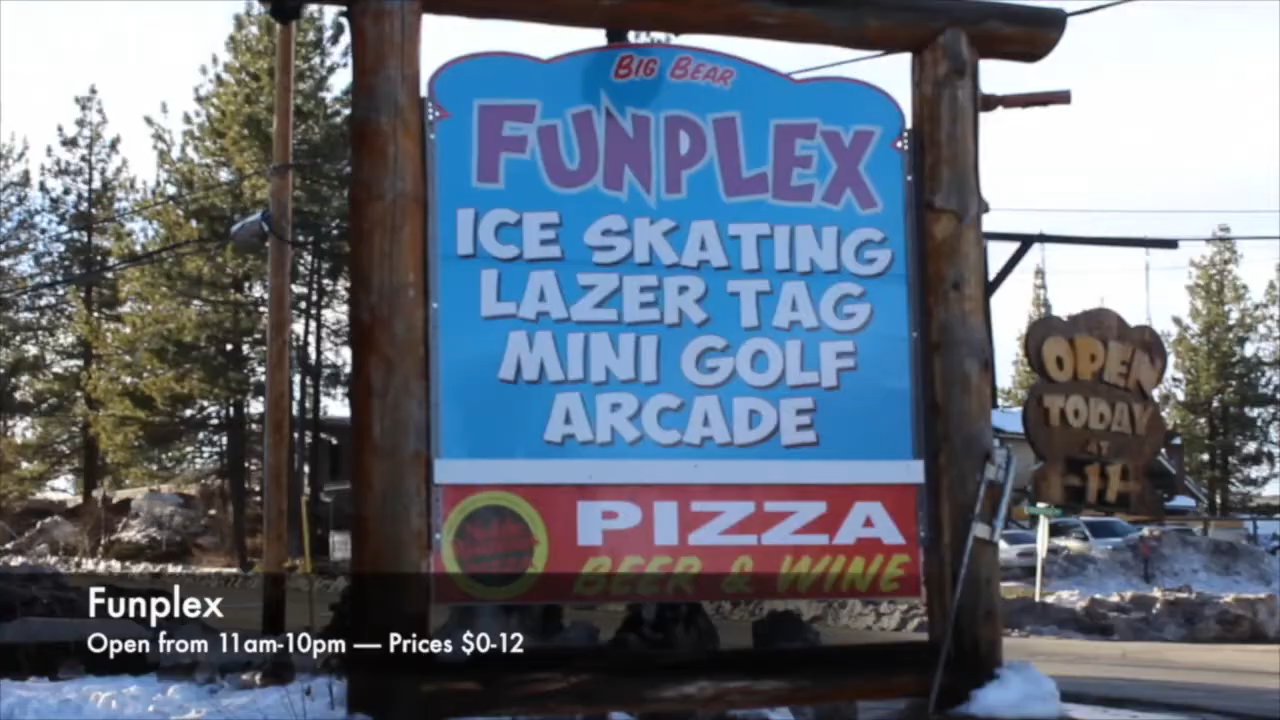 BIG BEAR
FUNPLEX
ICE SKATING
LAZER TAG
MINI GOLF
ARCADE
PIZZA
BEER & WINE
OPEN
TODAY
AT
11
Funplex
Open from 11am-10pm — Prices $0-12